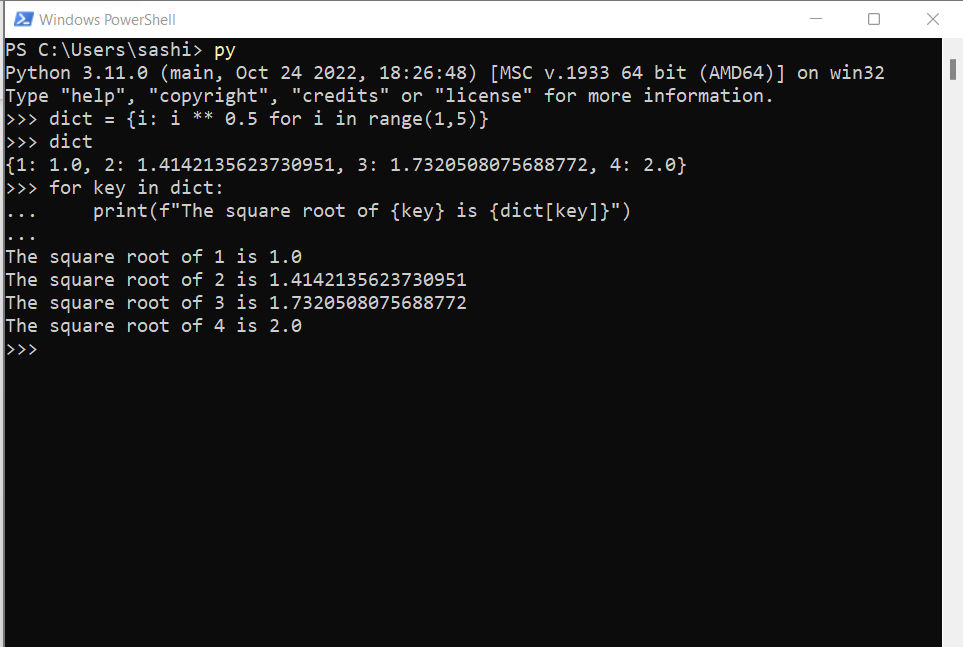 Windows PowerShell
PS C:\Users\sashi> py
Python 3.11.0 (main, Oct 24 2022, 18:26:48) [MSC v.1933 64 bit (AMD64)] on win32
Type "help", "copyright", "credits" or "license" for more information.
>>> dict = {i: i ** 0.5 for i in range(1,5)}
>>> dict
{1: 1.0, 2: 1.4142135623730951, 3: 1.7320508075688772, 4: 2.0}
>>> for key in dict:
...     print(f"The square root of {key} is {dict[key]}")
...
The square root of 1 is 1.0
The square root of 2 is 1.4142135623730951
The square root of 3 is 1.7320508075688772
The square root of 4 is 2.0
>>>